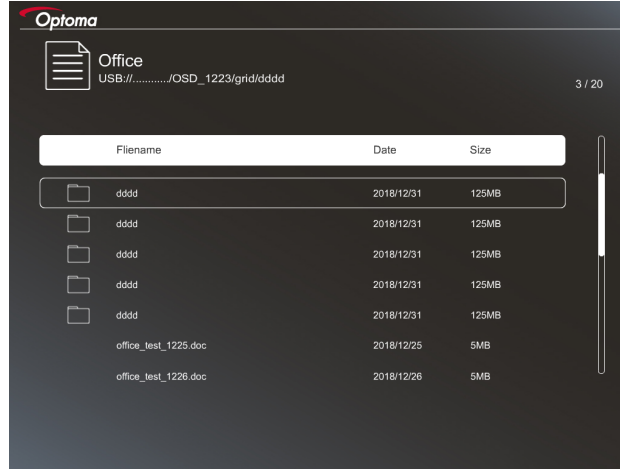 Optoma
Office
USB://.........../OSD_1223/grid/dddd
3 / 20
Fliename Date Size
dddd 2018/12/31 125MB
dddd 2018/12/31 125MB
dddd 2018/12/31 125MB
dddd 2018/12/31 125MB
dddd 2018/12/31 125MB
office_test_1225.doc 2018/12/25 5MB
office_test_1226.doc 2018/12/26 5MB